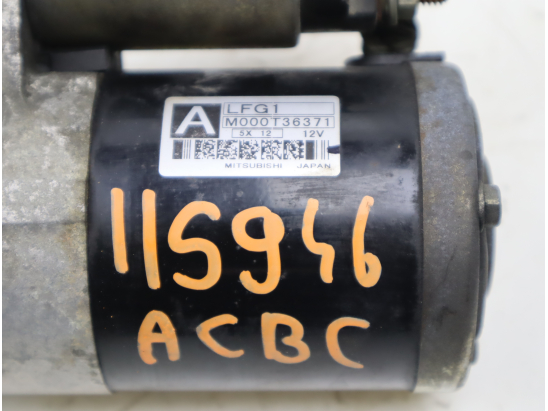 A
LFG1
M000T36371
5X 12 12V
MITSUBISHI JAPAN
115946
ACBC